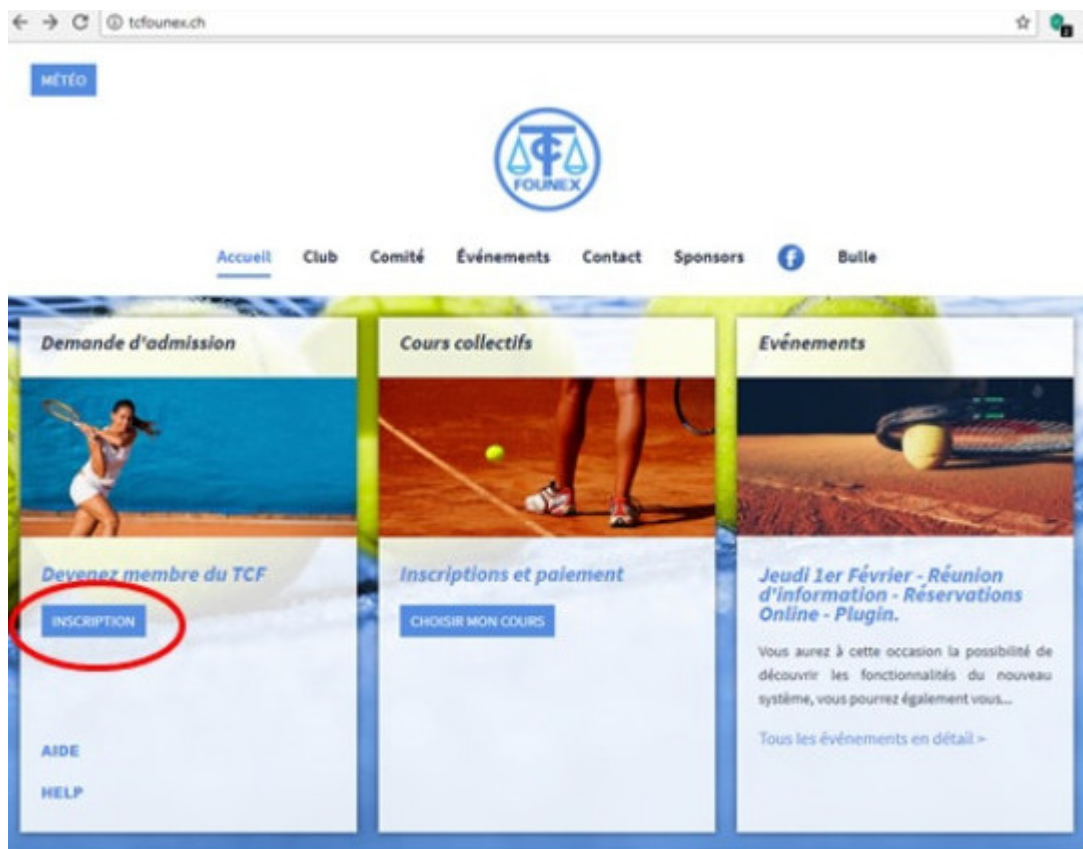 tcfounex.ch
MÉTÉO
TCF
FOUNEX
Accueil Club Comité Événements Contact Sponsors f Bulle
Demande d'admission
Devenez membre du TCF
INSCRIPTION
AIDE
HELP
Cours collectifs
Inscriptions et paiement
CHOISIR MON COURS
Evénements
Jeudi 1er Février - Réunion
d'information - Réservations
Online - Plugin.
Vous aurez à cette occasion la possibilité de
découvrir les fonctionnalités du nouveau
système, vous pourrez également vous...
Tous les événements en détail >